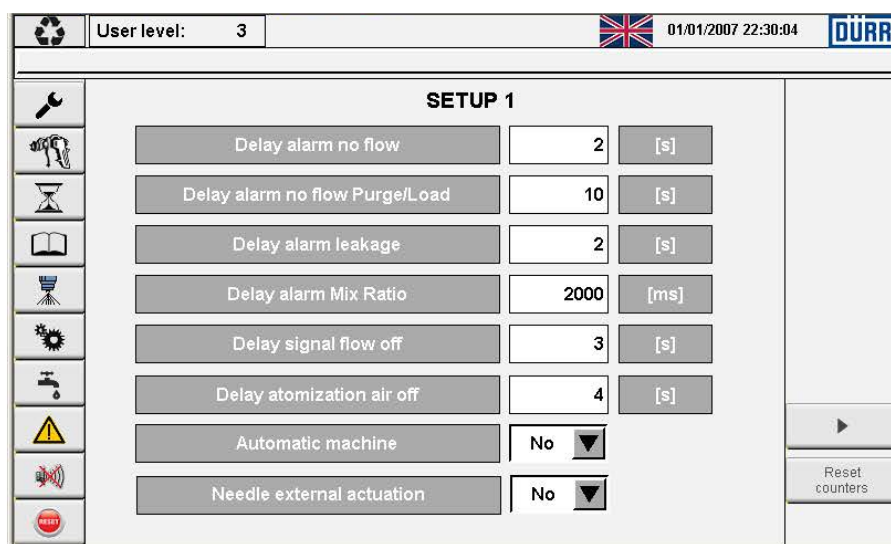 User level: 3 01/01/2007 22:30:04 DÜRR
SETUP 1
Delay alarm no flow 2 [s]
Delay alarm no flow Purge/Load 10 [s]
Delay alarm leakage 2 [s]
Delay alarm Mix Ratio 2000 [ms]
Delay signal flow off 3 [s]
Delay atomization air off 4 [s]
Automatic machine No
Needle external actuation No
Reset
counters
RESET